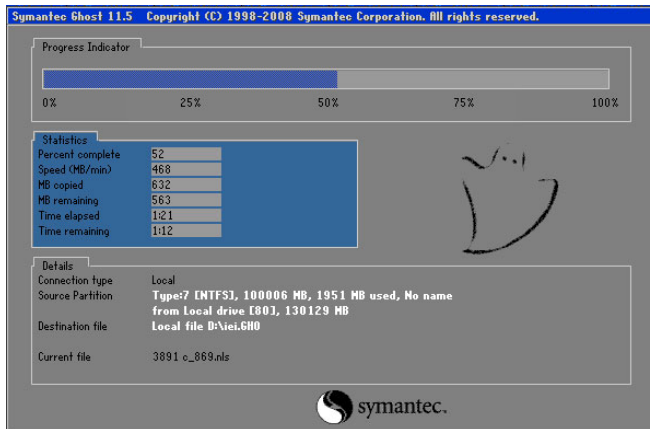 Symantec Ghost 11.5 Copyright (C) 1998-2008 Symantec Corporation. All rights reserved.
Progress Indicator
0% 25% 50% 75% 100%
Statistics
Percent complete 52
Speed (MB/min) 468
MB copied 632
MB remaining 563
Time elapsed 1:21
Time remaining 1:12
Details
Connection type Local
Source Partition Type:7 [NTFS], 100006 MB, 1951 MB used, No name
from Local drive [80], 130129 MB
Destination file Local file D:\iei.GHO
Current file 3891 c_869.nls
symantec.